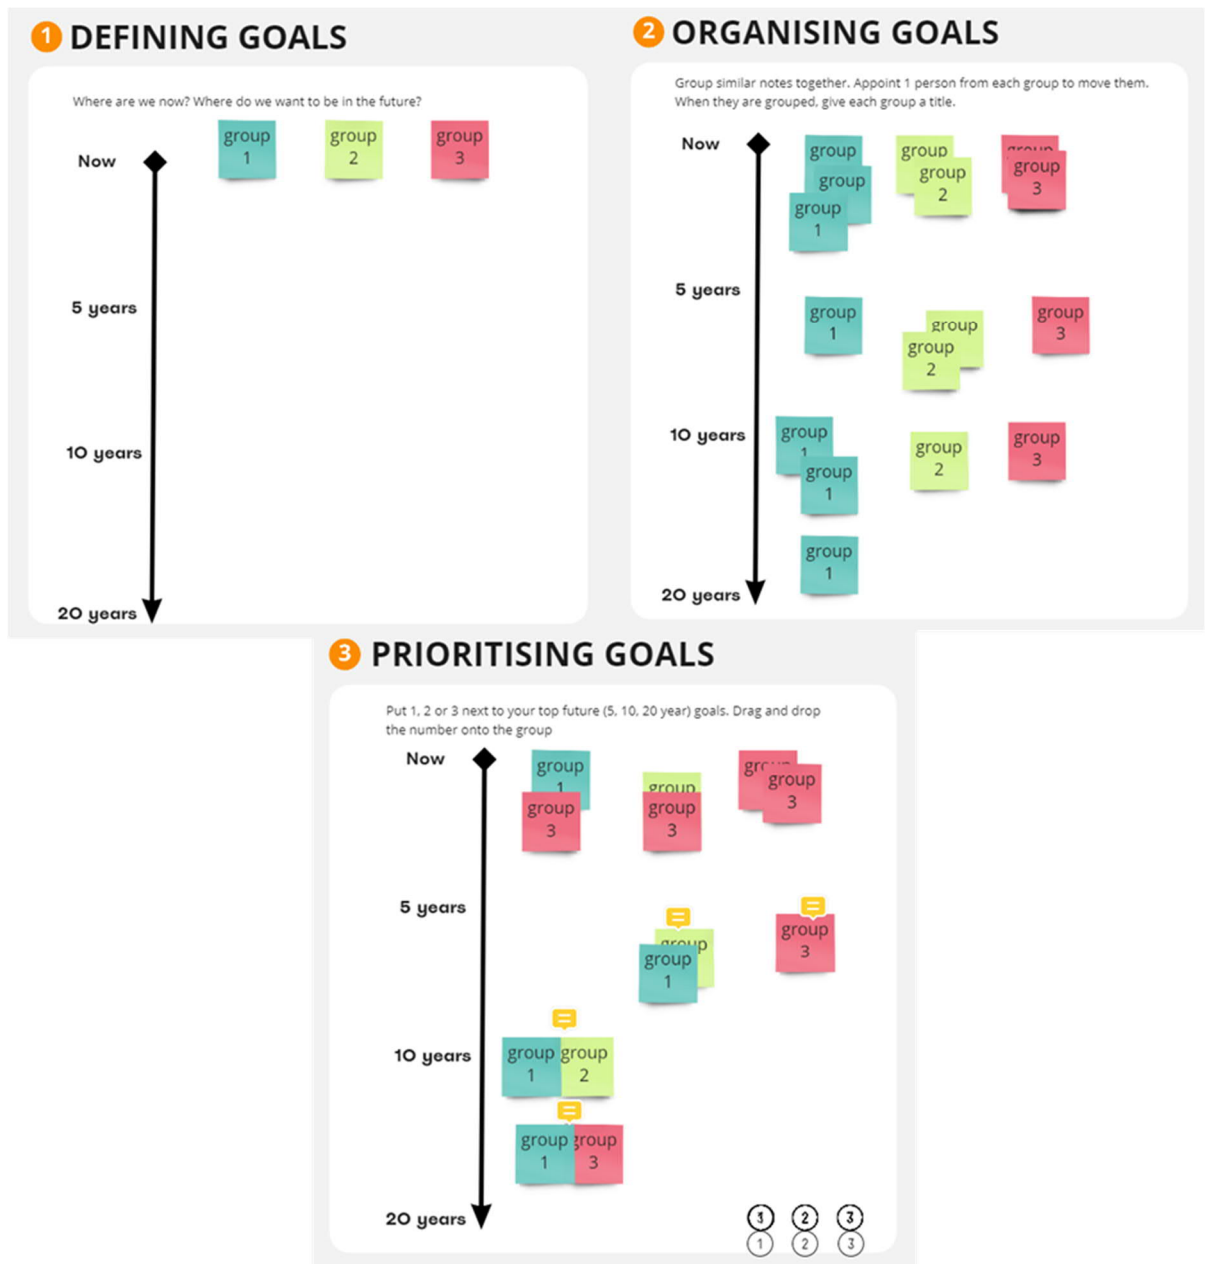 1 DEFINING GOALS
Where are we now? Where do we want to be in the future?
Now
group
1
group
2
group
3
5 years
10 years
20 years
2 ORGANISING GOALS
Group similar notes together. Appoint 1 person from each group to move them.
When they are grouped, give each group a title.
Now
group
group
group
1
group
group
2
group
group
3
5 years
group
1
group
group
2
group
3
10 years
group
1
group
1
group
2
group
3
group
1
20 years
3 PRIORITISING GOALS
Put 1, 2 or 3 next to your top future (5, 10, 20 year) goals. Drag and drop
the number onto the group
Now
group
1
group
3
group
group
3
group
group
3
5 years
group
group
1
group
3
10 years
group
1
group
2
group
1
group
3
20 years
2 3
1 2 3